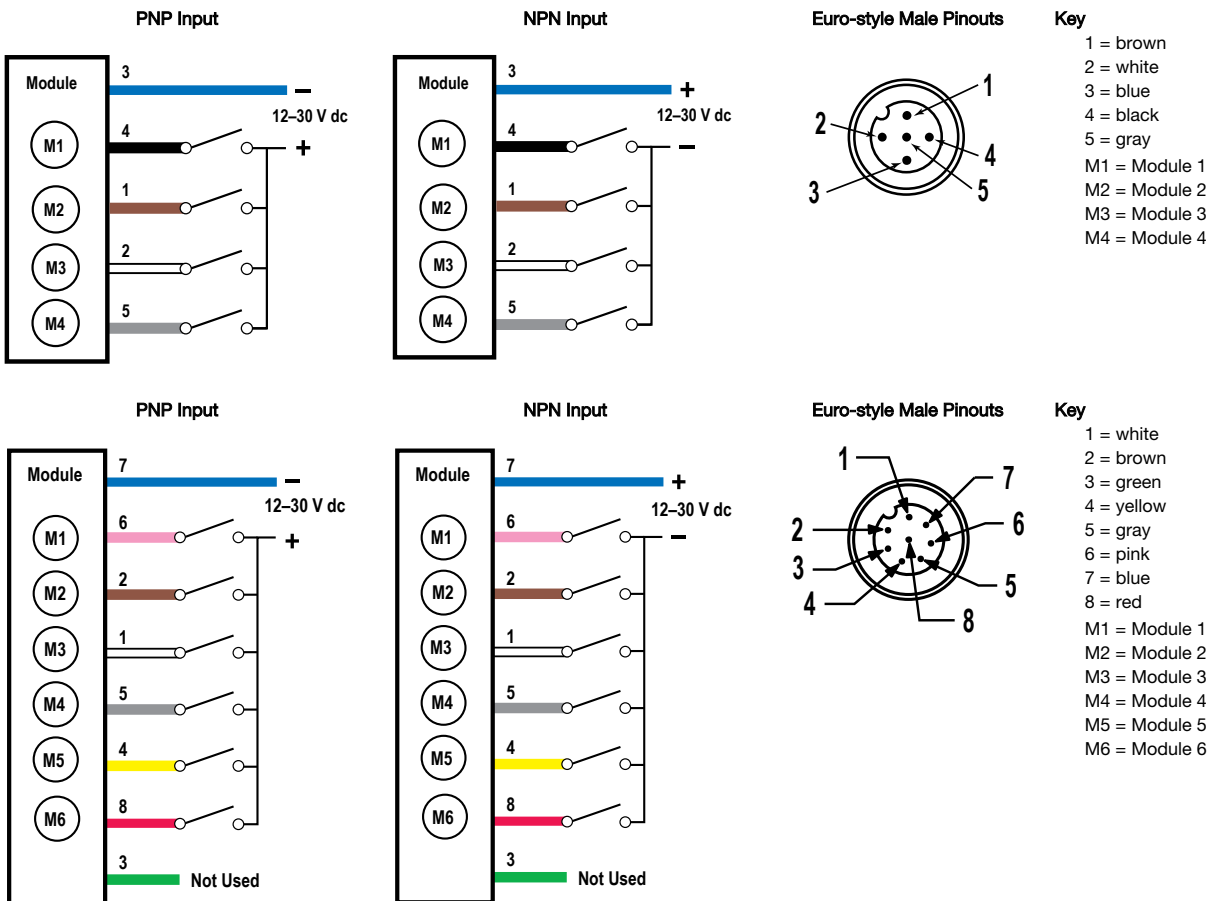 PNP Input
Module
3
−
12–30 V dc
M1
4
+
M2
1
M3
2
M4
5
NPN Input
Module
3
+
12–30 V dc
M1
4
−
M2
1
M3
2
M4
5
Euro-style Male Pinouts
1
2
3
4
5
Key
1 = brown
2 = white
3 = blue
4 = black
5 = gray
M1 = Module 1
M2 = Module 2
M3 = Module 3
M4 = Module 4
PNP Input
Module
7
−
12–30 V dc
M1
6
+
M2
2
M3
1
M4
5
M5
4
M6
8
3
Not Used
NPN Input
Module
7
+
12–30 V dc
M1
6
−
M2
2
M3
1
M4
5
M5
4
M6
8
3
Not Used
Euro-style Male Pinouts
1
7
2
6
3
5
4
8
Key
1 = white
2 = brown
3 = green
4 = yellow
5 = gray
6 = pink
7 = blue
8 = red
M1 = Module 1
M2 = Module 2
M3 = Module 3
M4 = Module 4
M5 = Module 5
M6 = Module 6